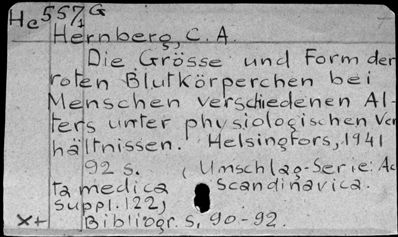 He 557, G
Hernberg, C. A.
Die Grösse und Form der
roten Blutkörperchen bei
Menschen verschiedenen Al-
ters unter physiologischen Ver
hältnissen. Helsingfors, 1941
92 s. (Umschlag-Serie: Ac
ta medica Scandinavica.
Suppl. 122)
x+ Bibliogr. S. 90-92.